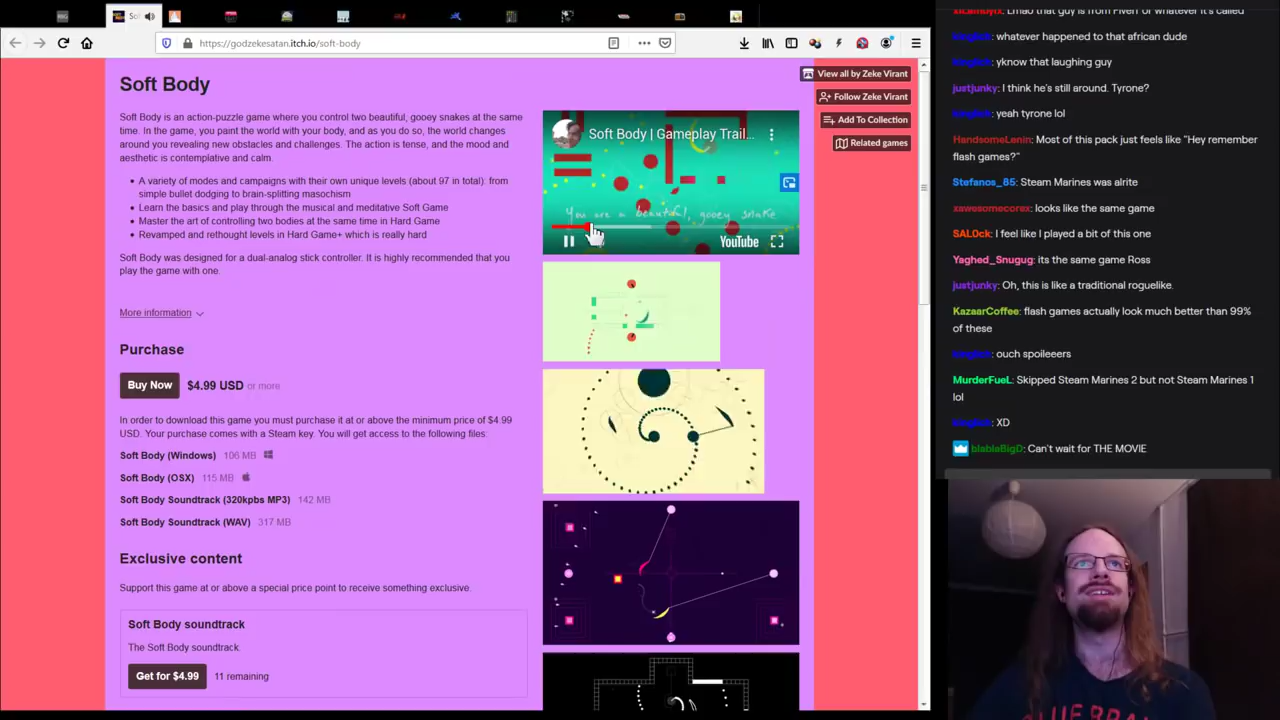 https://godzekesatan.itch.io/soft-body
Soft Body
Soft Body is an action-puzzle game where you control two beautiful, gooey snakes at the same
time. In the game, you paint the world with your body, and as you do so, the world changes
around you revealing new obstacles and challenges. The action is tense, and the mood and
aesthetic is contemplative and calm.
A variety of modes and campaigns with their own unique levels (about 97 in total): from
simple bullet dodging to brain-splitting masochism
Learn the basics and play through the musical and meditative Soft Game
Master the art of controlling two bodies at the same time in Hard Game
Revamped and rethought levels in Hard Game+ which is really hard
Soft Body was designed for a dual-analog stick controller. It is highly recommended that you
play the game with one.
More information
Purchase
Buy Now $4.99 USD or more
In order to download this game you must purchase it at or above the minimum price of $4.99
USD. Your purchase comes with a Steam key. You will get access to the following files:
Soft Body (Windows) 106 MB
Soft Body (OSX) 115 MB
Soft Body Soundtrack (320kpbs MP3) 142 MB
Soft Body Soundtrack (WAV) 317 MB
Exclusive content
Support this game at or above a special price point to receive something exclusive.
Soft Body soundtrack
The Soft Body soundtrack
Get for $4.99 11 remaining
Soft Body | Gameplay Trail...
You are a beautiful, gooey snake
YouTube
View all by Zeke Virant
Follow Zeke Virant
Add To Collection
Related games
: Lmao that guy is from Fiverr or whatever it's called
: whatever happened to that african dude
: yknow that laughing guy
justjunky: I think he's still around. Tyrone?
: yeah tyrone lol
HandsomeLenin: Most of this pack just feels like "Hey remember
flash games?"
Stefanos_85: Steam Marines was alrite
xawesomecorex: looks like the same game
SAL0ck: I feel like I played a bit of this one
Yaghed_Snugug: its the same game Ross
justjunky: Oh, this is like a traditional roguelike.
KazaarCoffee: flash games actually look much better than 99%
of these
: ouch spoileeers
MurderFueL: Skipped Steam Marines 2 but not Steam Marines 1
lol
: XD
blablaBigD: Can't wait for THE MOVIE